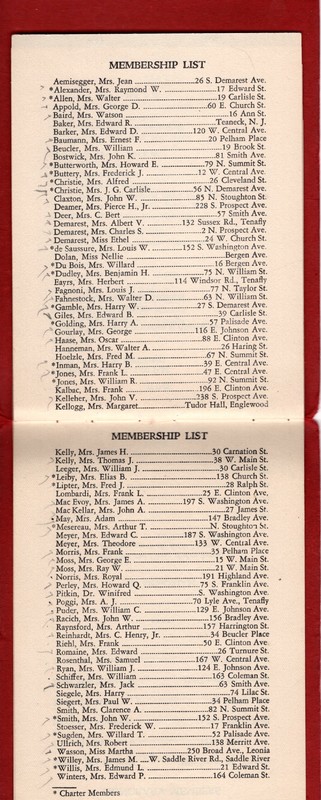 MEMBERSHIP LIST
Aemisegger, Mrs. Jean ............ 26 S. Demarest Ave.
*Alexander, Mrs. Raymond W. ............ 17 Edward St.
*Allen, Mrs. Walter ............ 19 Carlisle St.
Appold, Mrs. George D. ............ 60 E. Church St.
Baird, Mrs. Watson ............ 16 Ann St.
Baker, Mrs. Edward R. ............ Teaneck, N. J.
Barker, Mrs. Edward D. ............ 120 W. Central Ave.
*Baumann, Mrs. Ernest F. ............ 20 Pelham Place
Beucler, Mrs. William ............ 19 Brook St.
Bostwick, Mrs. John K. ............ 81 Smith Ave.
*Butterworth, Mrs. Howard E. ............ 79 N. Summit St.
*Buttery, Mrs. Frederick J. ............ 12 W. Central Ave.
*Christie, Mrs. Alfred ............ 26 Cleveland St.
*Christie, Mrs. J. G. Carlisle ............ 56 N. Demarest Ave.
Claxton, Mrs. John W. ............ 85 N. Stoughton St.
Deamer, Mrs. Pierce H., Jr. ............ 228 S. Prospect Ave.
Deer, Mrs. C. Bert ............ 57 Smith Ave.
Demarest, Mrs. Albert V. ............ 132 Sussex Rd., Tenafly
Demarest, Mrs. Charles S. ............ 2 N. Prospect Ave.
Demarest, Miss Ethel ............ 24 W. Church St.
*de Saussure, Mrs. Louis W. ............ 152 S. Washington Ave.
Dolan, Miss Nellie ............ Bergen Ave.
*Du Bois, Mrs. Willard ............ 16 Bergen Ave.
*Dudley, Mrs. Benjamin H. ............ 75 N. William St.
Eayrs, Mrs. Herbert ............ 114 Windsor Rd., Tenafly
Fagnoni, Mrs. Louis J. ............ 77 N. Taylor St.
Fahnestock, Mrs. Walter D. ............ 63 N. William St.
*Gamble, Mrs. Harry W. ............ 27 S. Demarest Ave.
Giles, Mrs. Edward B. ............ 39 Carlisle St.
*Golding, Mrs. Harry A. ............ 57 Palisade Ave.
Gourlay, Mrs. George ............ 116 E. Johnson Ave.
Haase, Mrs. Oscar ............ 88 E. Clinton Ave.
Hanneman, Mrs. Walter A. ............ 26 Haring St.
Hoelzle, Mrs. Fred M. ............ 67 N. Summit St.
*Inman, Mrs. Harry B. ............ 39 E. Central Ave.
*Jones, Mrs. Frank L. ............ 47 E. Central Ave.
*Jones, Mrs. William R. ............ 92 N. Summit St.
Kalbac, Mrs. Frank ............ 196 E. Clinton Ave.
Kelleher, Mrs. John V. ............ 238 S. Prospect Ave.
Kellogg, Mrs. Margaret ............ Tudor Hall, Englewood
MEMBERSHIP LIST
Kelly, Mrs. James H. ............ 30 Carnation St.
Kelly, Mrs. Thomas J. ............ 38 W. Main St.
Leeger, Mrs. William J. ............ 30 Carlisle St.
*Leiby, Mrs. Elias B. ............ 138 Church St.
*Lipter, Mrs. Fred J. ............ 28 Ralph St.
Lombardi, Mrs. Frank L. ............ 25 E. Clinton Ave.
Mac Evoy, Mrs. James A. ............ 197 S. Washington Ave.
Mac Kellar, Mrs. John A. ............ 27 James St.
May, Mrs. Adam ............ 147 Bradley Ave.
*Mesereau, Mrs. Arthur T. ............ N. Stoughton St.
Meyer, Mrs. Edward C. ............ 187 S. Washington Ave.
Meyer, Mrs. Theodore ............ 133 W. Central Ave.
Morris, Mrs. Frank ............ 35 Pelham Place
Moss, Mrs. George E. ............ 15 W. Main St.
Moss, Mrs. Ray W. ............ 21 W. Main St.
Norris, Mrs. Royal ............ 191 Highland Ave.
Perley, Mrs. Howard Q. ............ 75 S. Franklin Ave.
Pitkin, Dr. Winifred ............ S. Washington Ave.
Poggi, Mrs. A. J. ............ 70 Lyle Ave., Tenafly
Puder, Mrs. William C. ............ 129 E. Johnson Ave.
Racich, Mrs. John W. ............ 156 Bradley Ave.
Raynsford, Mrs. Arthur ............ 157 Harrington St.
Reinhardt, Mrs. C. Henry, Jr. ............ 34 Beucler Place
Riehl, Mrs. Frank ............ 50 E. Clinton Ave.
Romaine, Mrs. Edward ............ 26 Turnure St.
Rosenthal, Mrs. Samuel ............ 167 W. Central Ave.
Ryan, Mrs. William J. ............ 124 E. Johnson Ave.
Schiffer, Mrs. William ............ 163 Coleman St.
Schwarzler, Mrs. Jack ............ 63 Smith Ave.
Siegele, Mrs. Harry ............ 74 Lilac St.
Siegert, Mrs. Paul W. ............ 34 Pelham Place
Smith, Mrs. Clarence A. ............ 82 N. Summit St.
*Smith, Mrs. John W. ............ 152 S. Prospect Ave.
Stoesser, Mrs. Frederick W. ............ 17 Franklin Ave.
*Sugden, Mrs. Willard T. ............ 52 Palisade Ave.
Ullrich, Mrs. Robert ............ 138 Merritt Ave.
Wasson, Miss Martha ............ 250 Broad Ave., Leonia
*Willey, Mrs. James M. .... W. Saddle River Rd., Saddle River
*Willis, Mrs. Edmund L. ............ 21 Edward St.
Winters, Mrs. Edward P. ............ 164 Coleman St.
* Charter Members